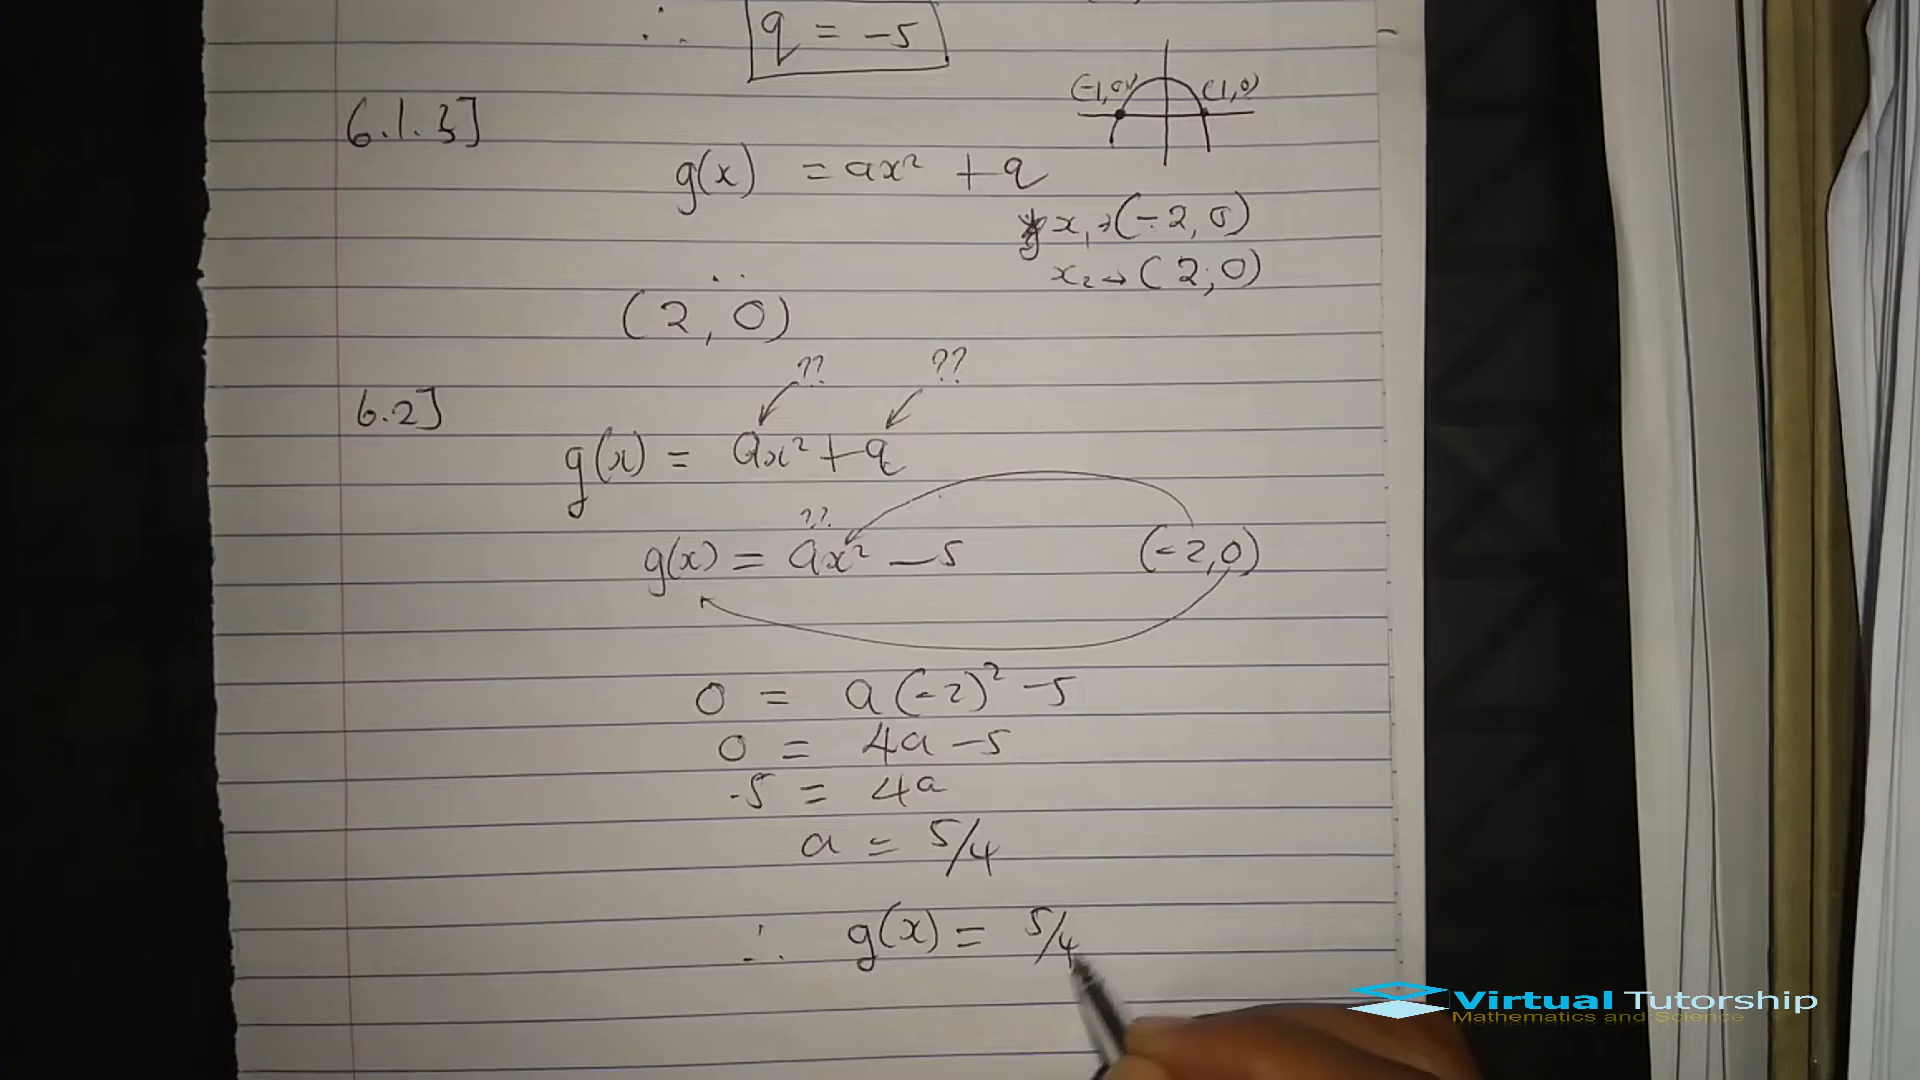 ∴ q = -5
6.1.3]
(-1,0) (1,0)
g(x) = ax² + q
x₁→(-2,0)
x₂→(2;0)
(2,0)
?? ??
6.2]
g(x) = ax²+q
??
g(x) = ax² -5 (-2,0)
0 = a(-2)² -5
0 = 4a -5
-5 = 4a
a = 5/4
∴ g(x) = 5/4
Virtual Tutorship
Mathematics and Science